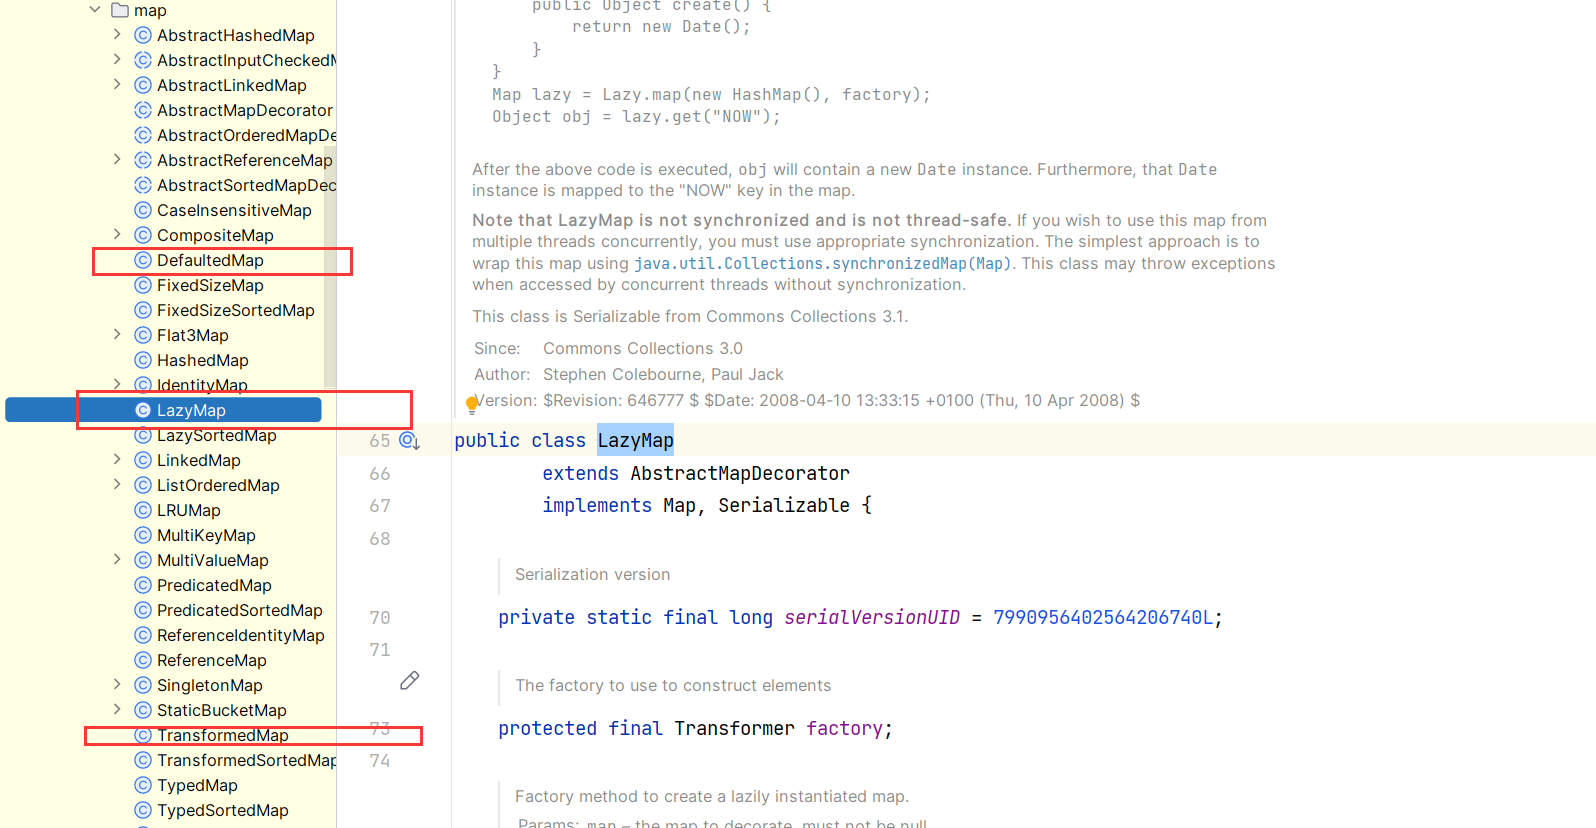 map
AbstractHashedMap
AbstractInputCheckedM
AbstractLinkedMap
AbstractMapDecorator
AbstractOrderedMapDe
AbstractReferenceMap
AbstractSortedMapDec
CaseInsensitiveMap
CompositeMap
DefaultedMap
FixedSizeMap
FixedSizeSortedMap
Flat3Map
HashedMap
IdentityMap
LazyMap
LazySortedMap
LinkedMap
ListOrderedMap
LRUMap
MultiKeyMap
MultiValueMap
PredicatedMap
PredicatedSortedMap
ReferenceIdentityMap
ReferenceMap
SingletonMap
StaticBucketMap
TransformedMap
TransformedSortedMap
TypedMap
TypedSortedMap
public Object create() {
return new Date();
}
}
Map lazy = Lazy.map(new HashMap(), factory);
Object obj = lazy.get("NOW");
After the above code is executed, obj will contain a new Date instance. Furthermore, that Date
instance is mapped to the "NOW" key in the map.
Note that LazyMap is not synchronized and is not thread-safe. If you wish to use this map from
multiple threads concurrently, you must use appropriate synchronization. The simplest approach is to
wrap this map using java.util.Collections.synchronizedMap(Map). This class may throw exceptions
when accessed by concurrent threads without synchronization.
This class is Serializable from Commons Collections 3.1.
Since: Commons Collections 3.0
Author: Stephen Colebourne, Paul Jack
Version: $Revision: 646777 $ $Date: 2008-04-10 13:33:15 +0100 (Thu, 10 Apr 2008) $
65 public class LazyMap
66 extends AbstractMapDecorator
67 implements Map, Serializable {
68
Serialization version
70 private static final long serialVersionUID = 7990956402564206740L;
71
The factory to use to construct elements
73 protected final Transformer factory;
74
Factory method to create a lazily instantiated map.
Params: map – the map to decorate, must not be null